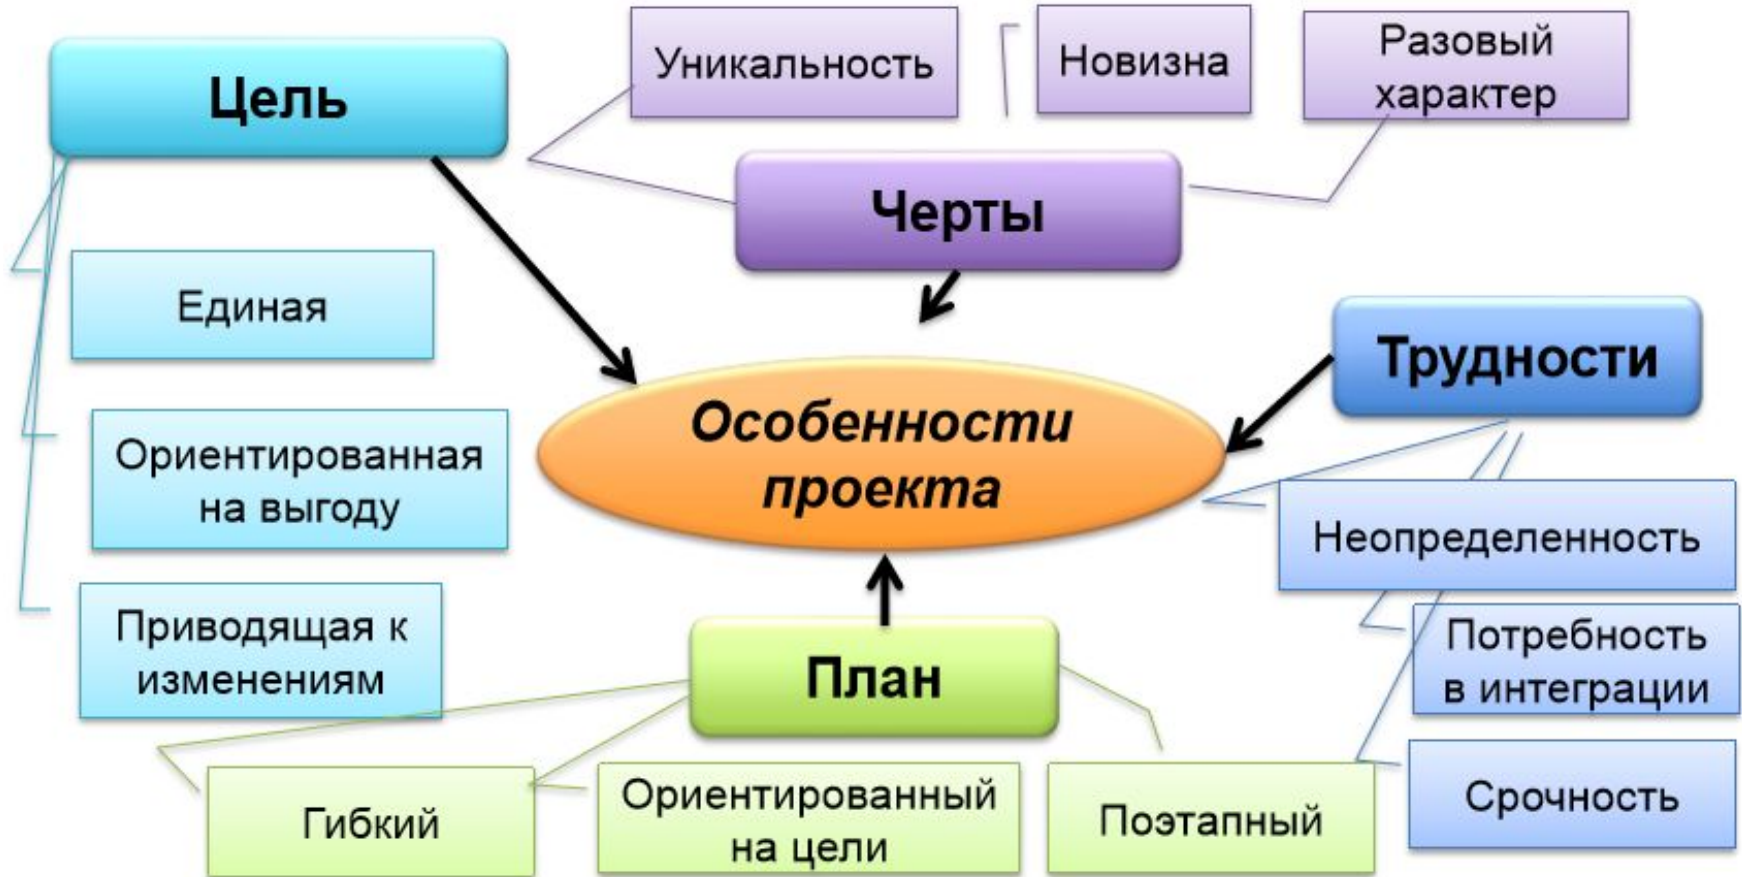 Цель
Уникальность
Новизна
Разовый
характер
Черты
Единая
Трудности
Особенности
проекта
Ориентированная
на выгоду
Неопределенность
Приводящая к
изменениям
План
Потребность
в интеграции
Гибкий
Ориентированный
на цели
Поэтапный
Срочность